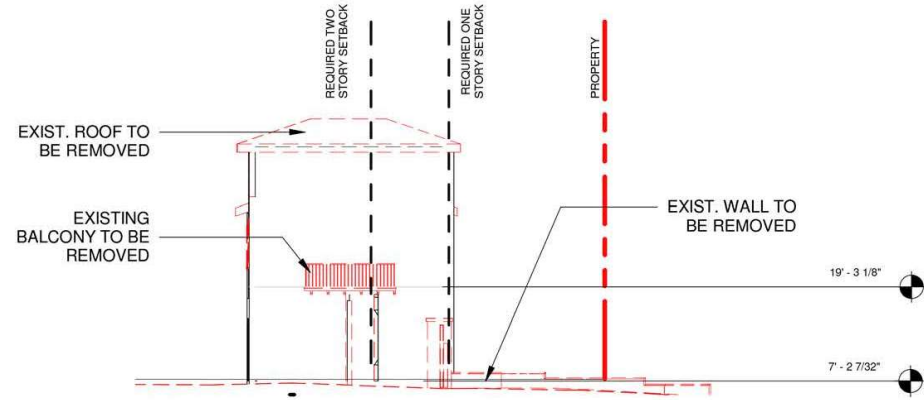 REQUIRED TWO
STORY SETBACK
REQUIRED ONE
STORY SETBACK
PROPERTY
EXIST. ROOF TO
BE REMOVED
EXISTING
BALCONY TO BE
REMOVED
EXIST. WALL TO
BE REMOVED
19' - 3 1/8"
7' - 2 7/32"